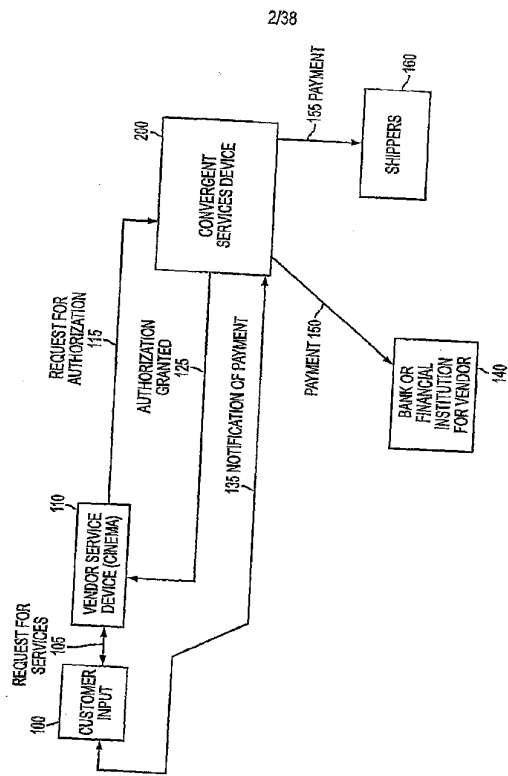 2/38
REQUEST FOR
SERVICES
105
100
CUSTOMER
INPUT
110
VENDOR SERVICE
DEVICE (CINEMA)
REQUEST FOR
AUTHORIZATION
115
AUTHORIZATION
GRANTED
125
135 NOTIFICATION OF PAYMENT
200
CONVERGENT
SERVICES DEVICE
PAYMENT 150
BANK OR
FINANCIAL
INSTITUTION
FOR VENDOR
140
155 PAYMENT
160
SHIPPERS